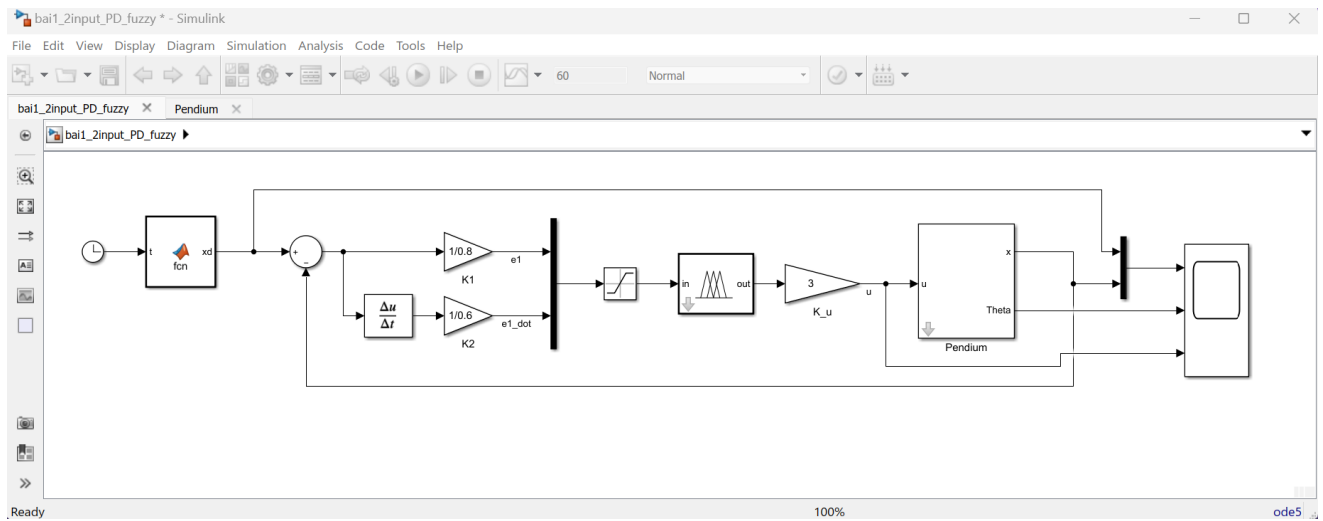 bai1_2input_PD_fuzzy * - Simulink
File Edit View Display Diagram Simulation Analysis Code Tools Help
60 Normal
bai1_2input_PD_fuzzy Pendium
bai1_2input_PD_fuzzy
t fcn xd
+
−
1/0.8
K1
e1
Δu
Δt
1/0.6
K2
e1_dot
in out
3
K_u
u
u
x
Theta
Pendium
Ready 100% ode5